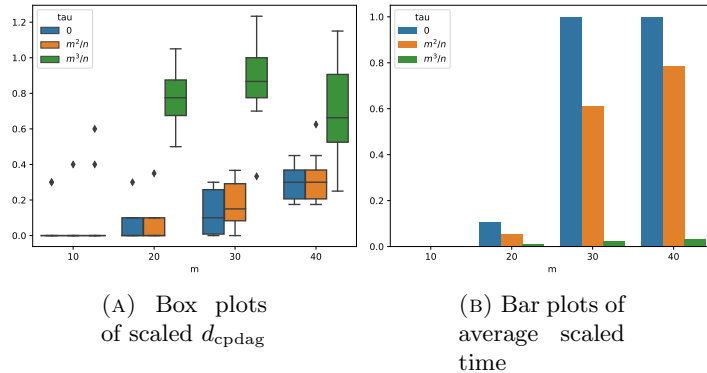 tau
0
m²/n
m³/n
1.2
1.0
0.8
0.6
0.4
0.2
0.0
10
20
30
40
m
tau
0
m²/n
m³/n
1.0
0.8
0.6
0.4
0.2
0.0
10
20
30
40
m
(A) Box plots
of scaled d_cpdag
(B) Bar plots of
average scaled
time